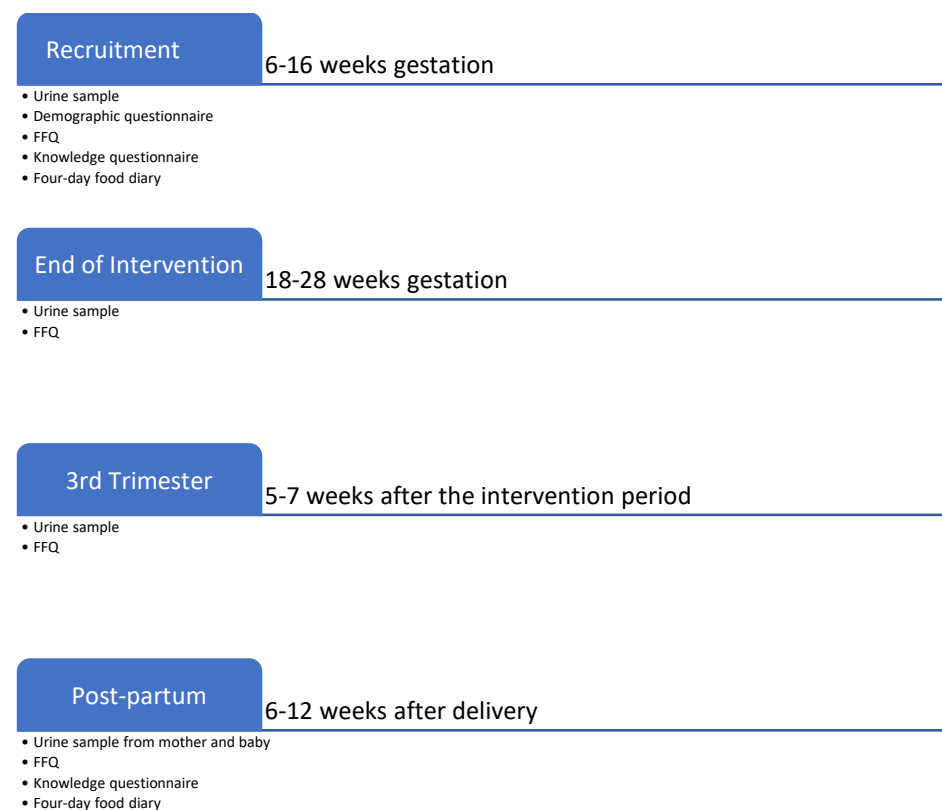 Recruitment
6-16 weeks gestation
• Urine sample
• Demographic questionnaire
• FFQ
• Knowledge questionnaire
• Four-day food diary
End of Intervention
18-28 weeks gestation
• Urine sample
• FFQ
3rd Trimester
5-7 weeks after the intervention period
• Urine sample
• FFQ
Post-partum
6-12 weeks after delivery
• Urine sample from mother and baby
• FFQ
• Knowledge questionnaire
• Four-day food diary